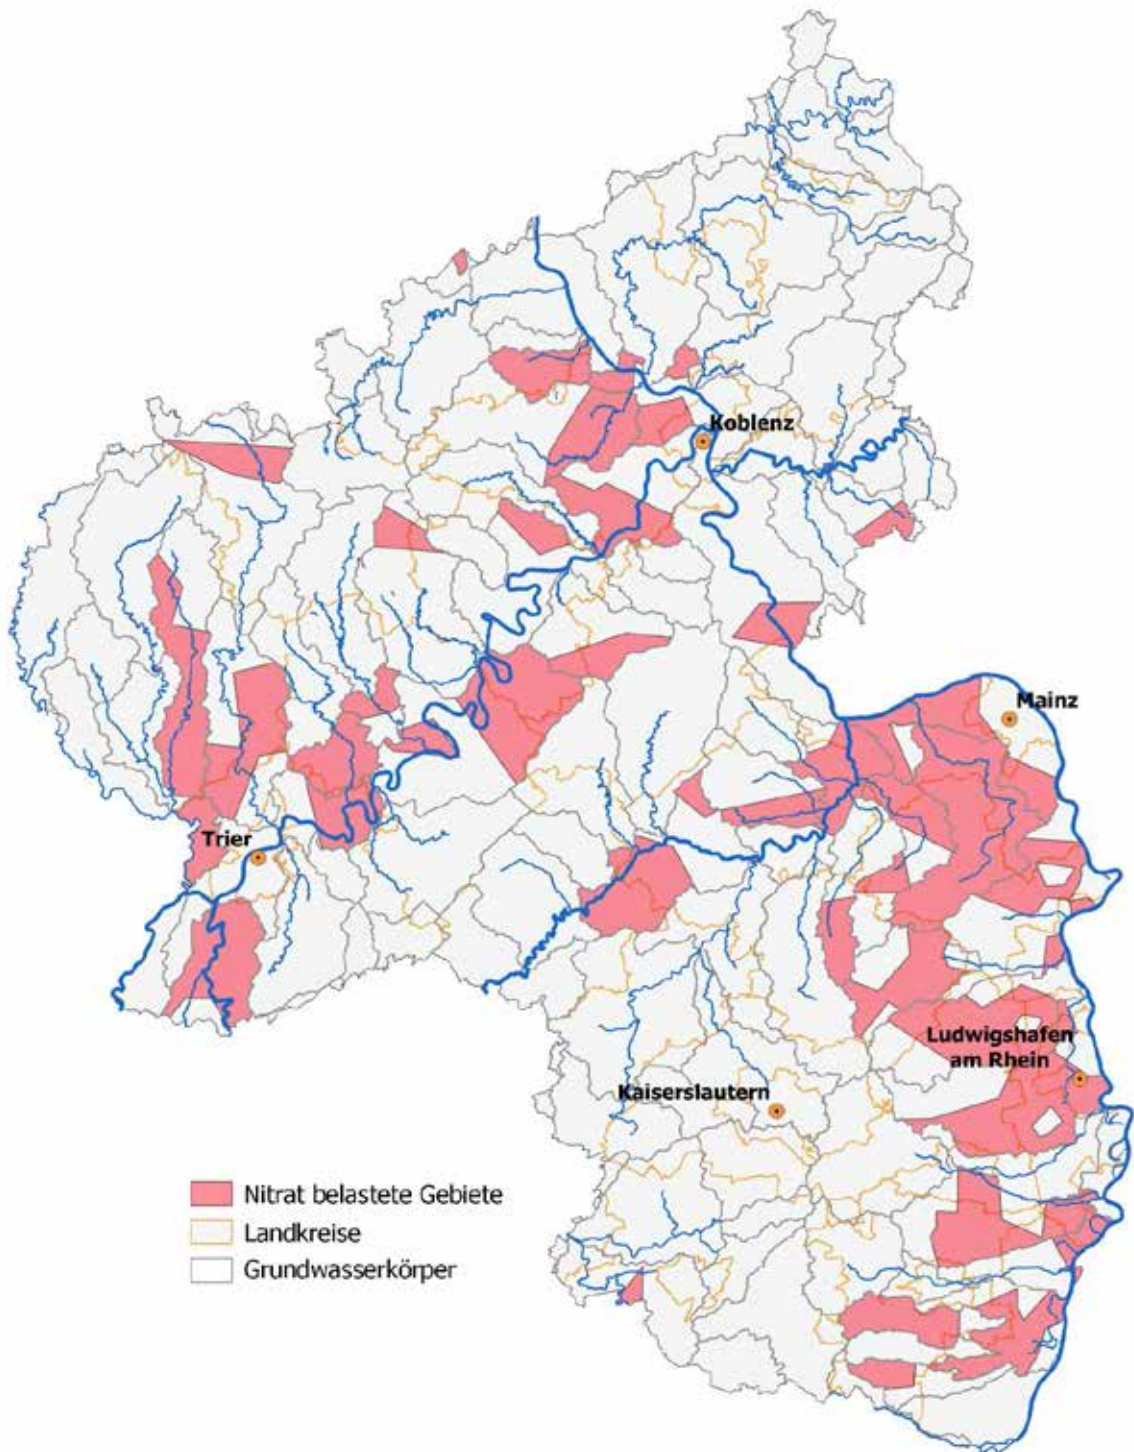 Koblenz
Mainz
Trier
Ludwigshafen
am Rhein
Kaiserslautern
Nitrat belastete Gebiete
Landkreise
Grundwasserkörper